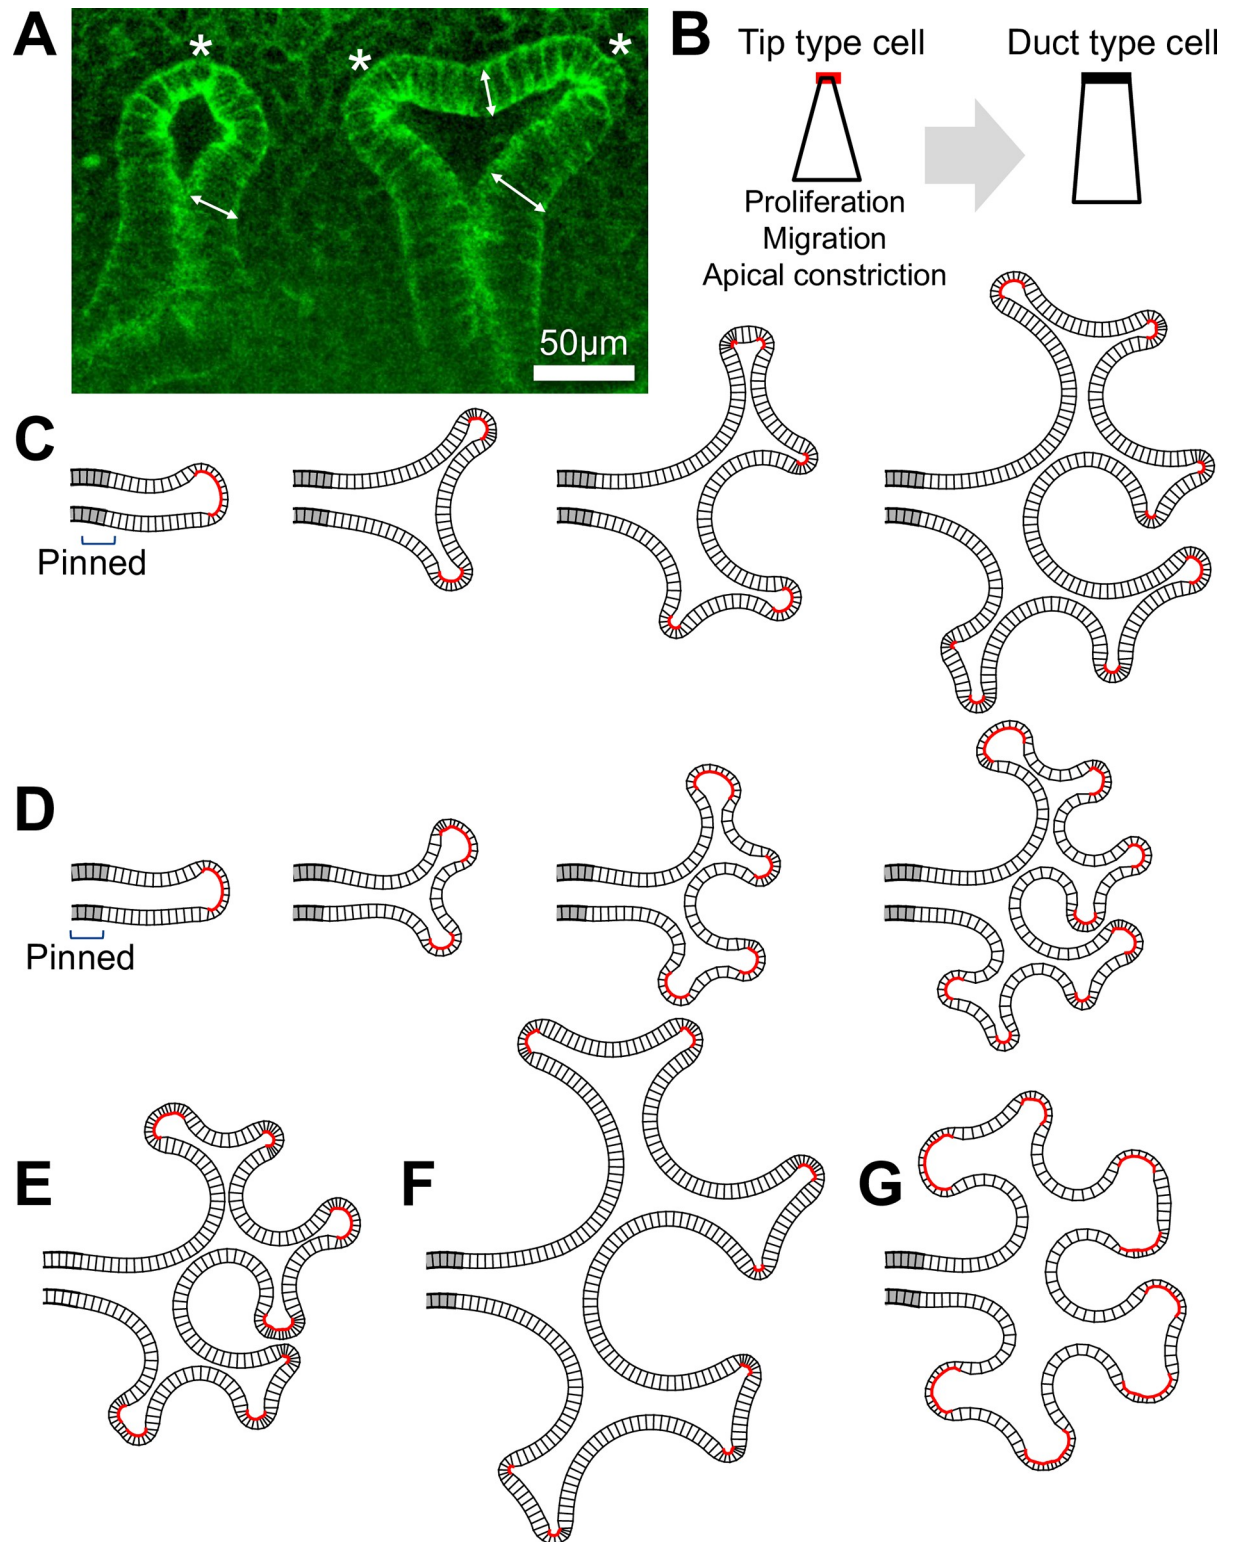 A
*
*
*
50μm
B
Tip type cell
Duct type cell
Proliferation
Migration
Apical constriction
C
Pinned
D
Pinned
E
F
G